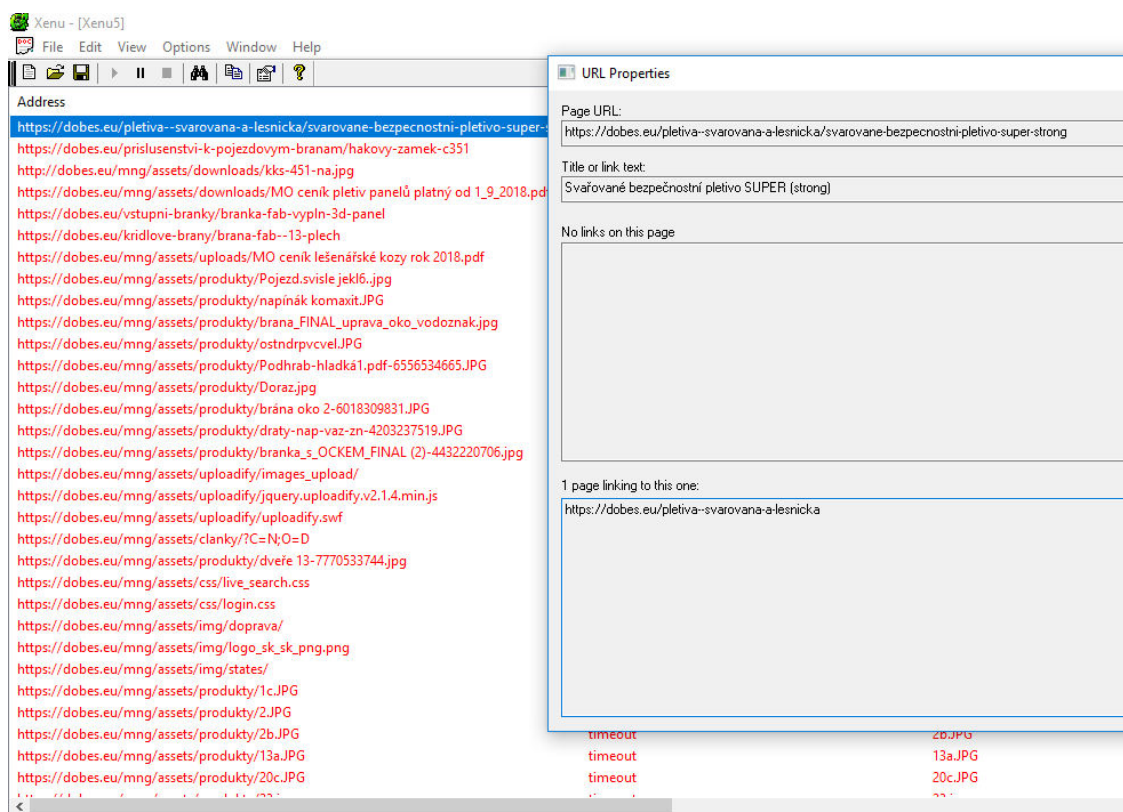 Xenu - [Xenu5]
File Edit View Options Window Help
Address
https://dobes.eu/pletiva--svarovana-a-lesnicka/svarovane-bezpecnostni-pletivo-super-s
https://dobes.eu/prislusenstvi-k-pojezdovym-branam/hakovy-zamek-c351
http://dobes.eu/mng/assets/downloads/kks-451-na.jpg
https://dobes.eu/mng/assets/downloads/MO ceník pletiv panelů platný od 1_9_2018.pdf
https://dobes.eu/vstupni-branky/branka-fab-vypln-3d-panel
https://dobes.eu/kridlove-brany/brana-fab--13-plech
https://dobes.eu/mng/assets/uploads/MO ceník lešenářské kozy rok 2018.pdf
https://dobes.eu/mng/assets/produkty/Pojezd.svisle jekl6..jpg
https://dobes.eu/mng/assets/produkty/napínák komaxit.JPG
https://dobes.eu/mng/assets/produkty/brana_FINAL_uprava_oko_vodoznak.jpg
https://dobes.eu/mng/assets/produkty/ostndrpvcvel.JPG
https://dobes.eu/mng/assets/produkty/Podhrab-hladká1.pdf-6556534665.JPG
https://dobes.eu/mng/assets/produkty/Doraz.jpg
https://dobes.eu/mng/assets/produkty/brána oko 2-6018309831.JPG
https://dobes.eu/mng/assets/produkty/draty-nap-vaz-zn-4203237519.JPG
https://dobes.eu/mng/assets/produkty/branka_s_OCKEM_FINAL (2)-4432220706.jpg
https://dobes.eu/mng/assets/uploadify/images_upload/
https://dobes.eu/mng/assets/uploadify/jquery.uploadify.v2.1.4.min.js
https://dobes.eu/mng/assets/uploadify/uploadify.swf
https://dobes.eu/mng/assets/clanky/?C=N;O=D
https://dobes.eu/mng/assets/produkty/dveře 13-7770533744.jpg
https://dobes.eu/mng/assets/css/live_search.css
https://dobes.eu/mng/assets/css/login.css
https://dobes.eu/mng/assets/img/doprava/
https://dobes.eu/mng/assets/img/logo_sk_sk_png.png
https://dobes.eu/mng/assets/img/states/
https://dobes.eu/mng/assets/produkty/1c.JPG
https://dobes.eu/mng/assets/produkty/2.JPG
https://dobes.eu/mng/assets/produkty/2b.JPG timeout 2b.JPG
https://dobes.eu/mng/assets/produkty/13a.JPG timeout 13a.JPG
https://dobes.eu/mng/assets/produkty/20c.JPG timeout 20c.JPG
URL Properties
Page URL:
https://dobes.eu/pletiva--svarovana-a-lesnicka/svarovane-bezpecnostni-pletivo-super-strong
Title or link text:
Svařované bezpečnostní pletivo SUPER (strong)
No links on this page
1 page linking to this one:
https://dobes.eu/pletiva--svarovana-a-lesnicka